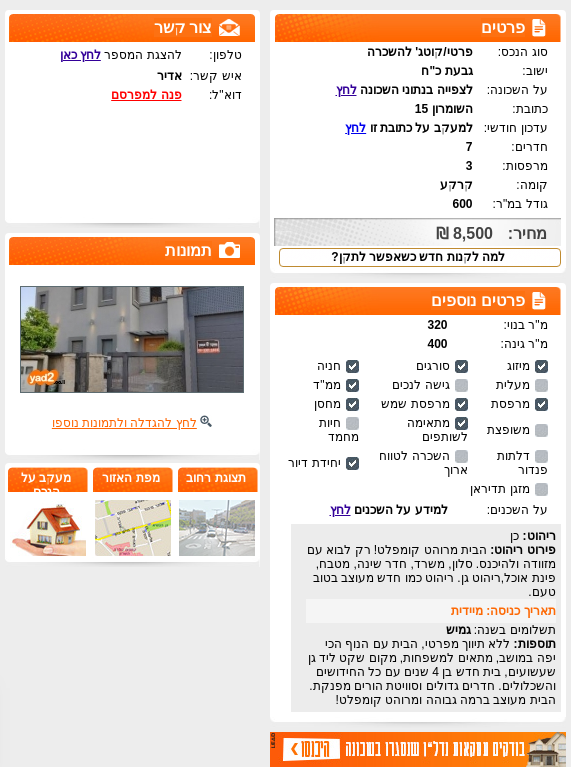 פרטים
סוג הנכס: פרטי/קוטג' להשכרה
ישוב: גבעת כ"ח
על השכונה: לצפייה בנתוני השכונה לחץ
כתובת: השומרון 15
עדכון חודשי: למעקב על כתובת זו לחץ
חדרים: 7
מרפסות: 3
קומה: קרקע
גודל במ"ר: 600
מחיר: 8,500 ₪
למה לקנות חדש כשאפשר לתקן?
פרטים נוספים
מ"ר בנוי: 320
מ"ר גינה: 400
מיזוג סורגים חניה
מעלית גישה לנכים ממ"ד
מרפסת מרפסת שמש מחסן
משופצת מתאימה לשותפים חיות מחמד
דלתות פנדור השכרה לטווח ארוך יחידת דיור
מזגן תדיראן
על השכנים: למידע על השכנים לחץ
ריהוט: כן
פירוט ריהוט: הבית מרוהט קומפלט! רק לבוא עם
מזוודה ולהיכנס. סלון, משרד, חדר שינה, מטבח,
פינת אוכל,ריהוט גן. ריהוט כמו חדש מעוצב בטוב
טעם.
תאריך כניסה: מיידית
תשלומים בשנה: גמיש
תוספות: ללא תיווך מפרטי, הבית עם הנוף הכי
יפה במושב, מתאים למשפחות, מקום שקט ליד גן
שעשועים, בית חדש בן 4 שנים עם כל החידושים
והשכלולים. חדרים גדולים וסוויטת הורים מפנקת.
הבית מעוצב ברמה גבוהה ומרוהט קומפלט!
בודקים עסקאות נדל"ן שנסגרו בשכונה
היכנסו
צור קשר
טלפון: להצגת המספר לחץ כאן
איש קשר: אדיר
דוא"ל: פנה למפרסם
תמונות
yad2
לחץ להגדלה ולתמונות נוספו
תצוגת רחוב
מפת האזור
מעקב על
הנכס